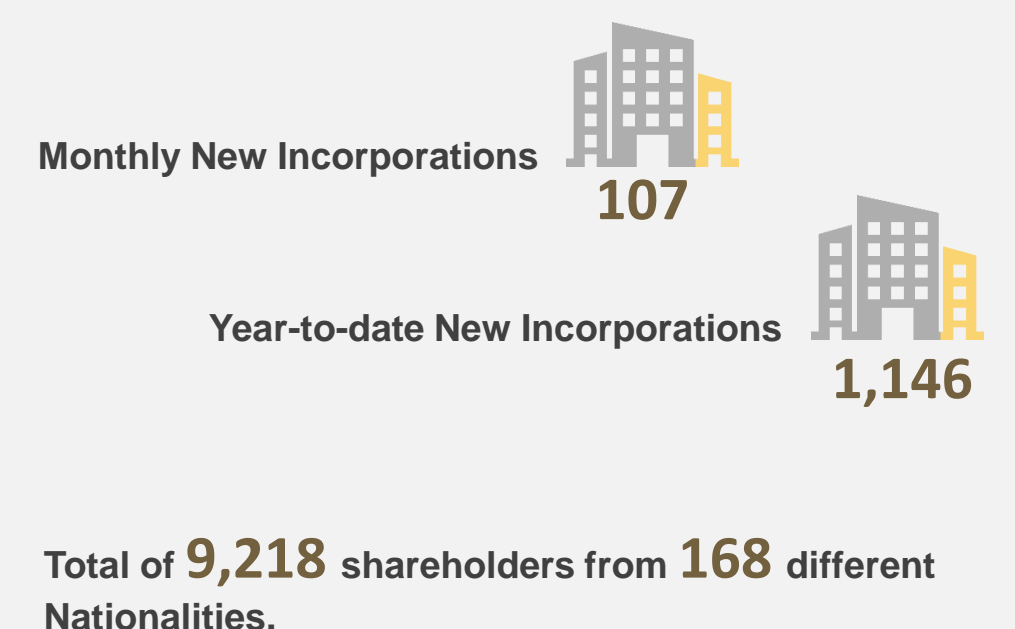 Monthly New Incorporations
107
Year-to-date New Incorporations
1,146
Total of 9,218 shareholders from 168 different
Nationalities.